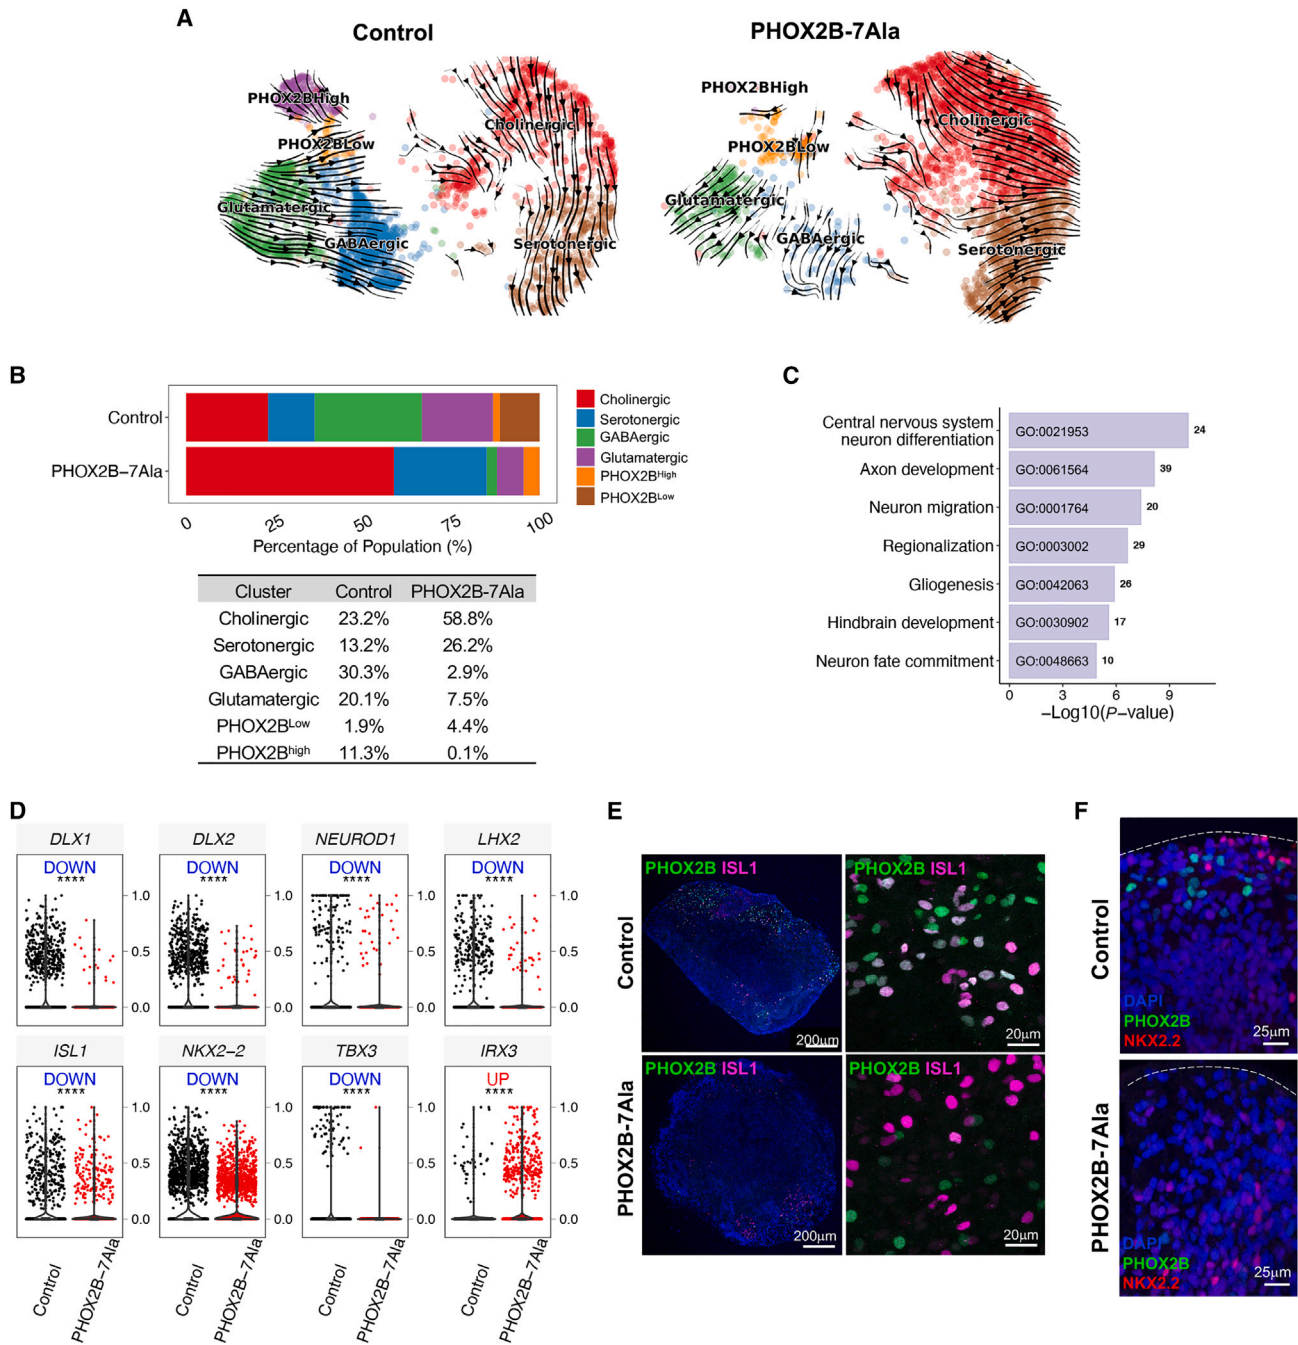 A
Control
PHOX2B-7Ala
PHOX2BHigh
PHOX2BLow
Glutamatergic
GABAergic
Cholinergic
Serotonergic
PHOX2BHigh
PHOX2BLow
Glutamatergic
GABAergic
Cholinergic
Serotonergic
B
Control
PHOX2B–7Ala
0
25
50
75
100
Percentage of Population (%)
Cholinergic
Serotonergic
GABAergic
Glutamatergic
PHOX2BHigh
PHOX2BLow
Cluster Control PHOX2B-7Ala
Cholinergic 23.2% 58.8%
Serotonergic 13.2% 26.2%
GABAergic 30.3% 2.9%
Glutamatergic 20.1% 7.5%
PHOX2BLow 1.9% 4.4%
PHOX2Bhigh 11.3% 0.1%
C
Central nervous system
neuron differentiation GO:0021953 24
Axon development GO:0061564 39
Neuron migration GO:0001764 20
Regionalization GO:0003002 29
Gliogenesis GO:0042063 26
Hindbrain development GO:0030902 17
Neuron fate commitment GO:0048663 10
0 3 6 9
–Log10(P–value)
D
DLX1 DLX2 NEUROD1 LHX2
DOWN DOWN DOWN DOWN
**** **** **** ****
1.0 1.0 1.0 1.0
0.5 0.5 0.5 0.5
0.0 0.0 0.0 0.0
ISL1 NKX2–2 TBX3 IRX3
DOWN DOWN DOWN UP
**** **** **** ****
1.0 1.0 1.0 1.0
0.5 0.5 0.5 0.5
0.0 0.0 0.0 0.0
Control PHOX2B–7Ala Control PHOX2B–7Ala Control PHOX2B–7Ala Control PHOX2B–7Ala
E
Control
PHOX2B ISL1
200µm
PHOX2B ISL1
20µm
PHOX2B-7Ala
PHOX2B ISL1
200µm
PHOX2B ISL1
20µm
F
Control
DAPI
PHOX2B
NKX2.2
25µm
PHOX2B-7Ala
DAPI
PHOX2B
NKX2.2
25µm